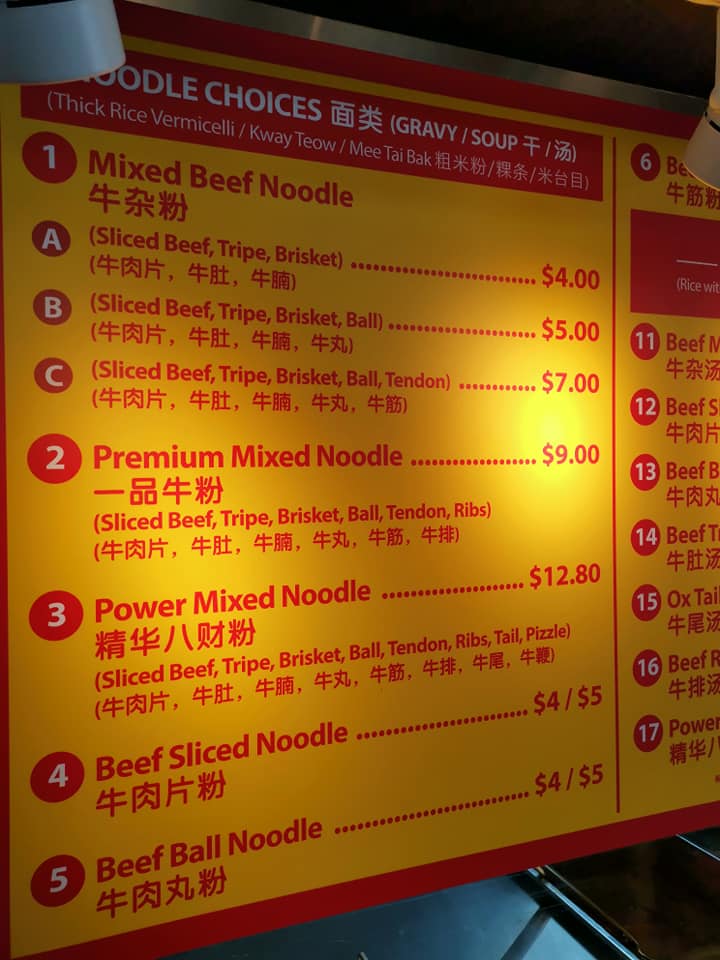 NOODLE CHOICES 面类 (GRAVY / SOUP 干 / 汤)
(Thick Rice Vermicelli / Kway Teow / Mee Tai Bak 粗米粉/粿条/米台目)
1 Mixed Beef Noodle
牛杂粉
A (Sliced Beef, Tripe, Brisket) $4.00
(牛肉片，牛肚，牛腩)
B (Sliced Beef, Tripe, Brisket, Ball) $5.00
(牛肉片，牛肚，牛腩，牛丸)
C (Sliced Beef, Tripe, Brisket, Ball, Tendon) $7.00
(牛肉片，牛肚，牛腩，牛丸，牛筋)
2 Premium Mixed Noodle $9.00
一品牛粉
(Sliced Beef, Tripe, Brisket, Ball, Tendon, Ribs)
(牛肉片，牛肚，牛腩，牛丸，牛筋，牛排)
3 Power Mixed Noodle $12.80
精华八财粉
(Sliced Beef, Tripe, Brisket, Ball, Tendon, Ribs, Tail, Pizzle)
(牛肉片，牛肚，牛腩，牛丸，牛筋，牛排，牛尾，牛鞭)
4 Beef Sliced Noodle $4 / $5
牛肉片粉
5 Beef Ball Noodle $4 / $5
牛肉丸粉
6
牛筋粉
(Rice
11 Beef
牛杂汤
12 Beef
牛肉片
13 Beef
牛肉丸
14 Beef
牛肚汤
15 Ox Tail
牛尾汤
16 Beef
牛排汤
17 Power
精华八